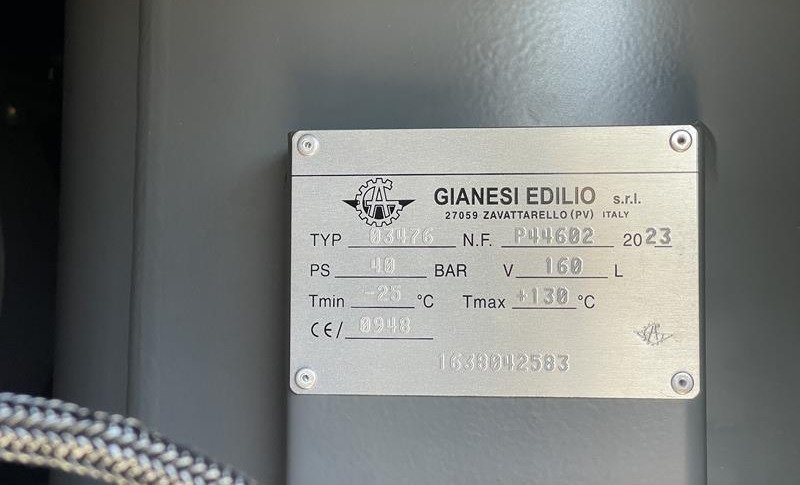 GIANESI EDILIO s.r.l.
27059 ZAVATTARELLO (PV) ITALY
TYP 03476 N.F. P44602 2023
PS 40 BAR V 160 L
Tmin -25 °C Tmax +130 °C
CE/ 0948
1638042583